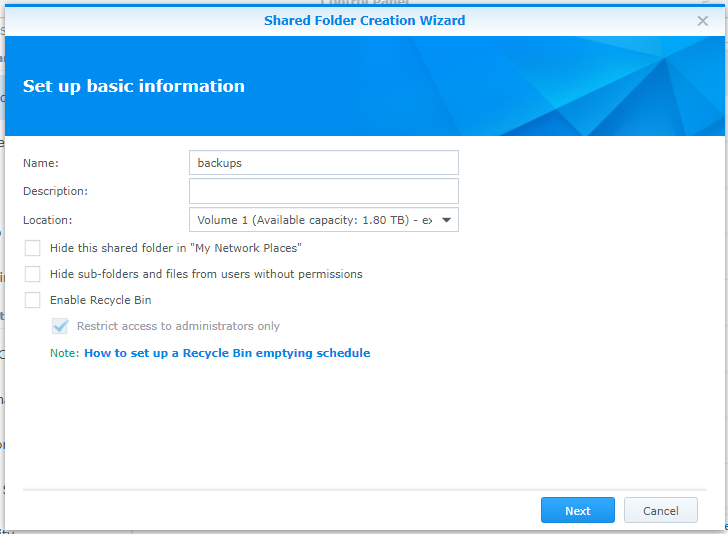 Control Panel
Shared Folder Creation Wizard
Set up basic information
Name: backups
Description:
Location: Volume 1 (Available capacity: 1.80 TB) - ex
Hide this shared folder in "My Network Places"
Hide sub-folders and files from users without permissions
Enable Recycle Bin
Restrict access to administrators only
Note: How to set up a Recycle Bin emptying schedule
Next Cancel